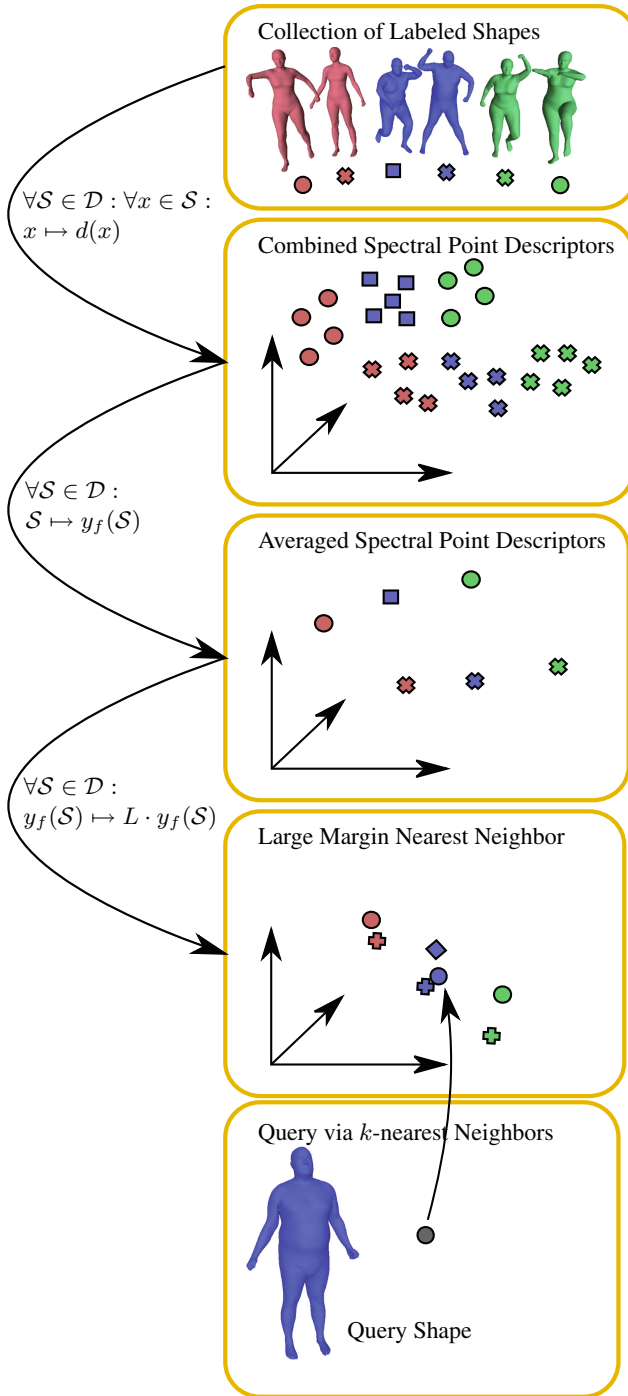 Collection of Labeled Shapes
∀𝒮 ∈ 𝒟 : ∀x ∈ 𝒮 :
x ↦ d(x)
Combined Spectral Point Descriptors
∀𝒮 ∈ 𝒟 :
𝒮 ↦ y_f(𝒮)
Averaged Spectral Point Descriptors
∀𝒮 ∈ 𝒟 :
y_f(𝒮) ↦ L · y_f(𝒮)
Large Margin Nearest Neighbor
Query via k-nearest Neighbors
Query Shape